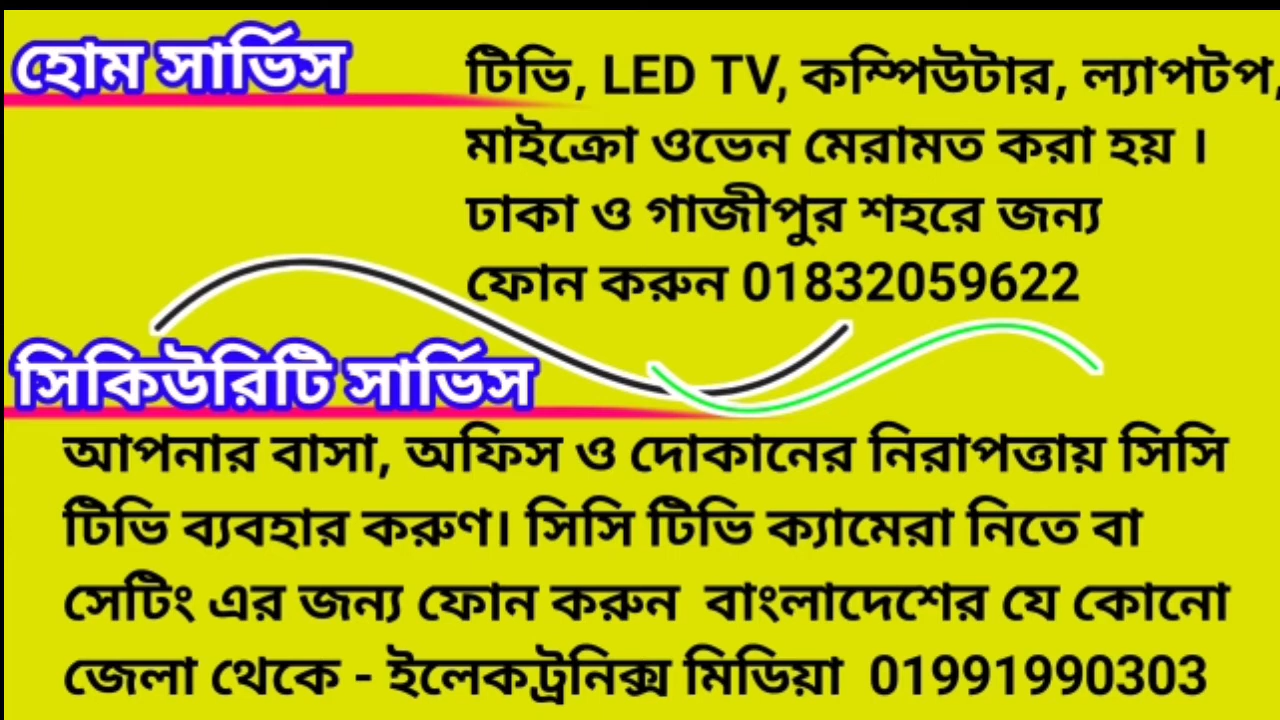 হোম সার্ভিস
টিভি, LED TV, কম্পিউটার, ল্যাপটপ,
মাইক্রো ওভেন মেরামত করা হয় ।
ঢাকা ও গাজীপুর শহরে জন্য
ফোন করুন 01832059622
সিকিউরিটি সার্ভিস
আপনার বাসা, অফিস ও দোকানের নিরাপত্তায় সিসি
টিভি ব্যবহার করুণ। সিসি টিভি ক্যামেরা নিতে বা
সেটিং এর জন্য ফোন করুন বাংলাদেশের যে কোনো
জেলা থেকে - ইলেকট্রনিক্স মিডিয়া 01991990303